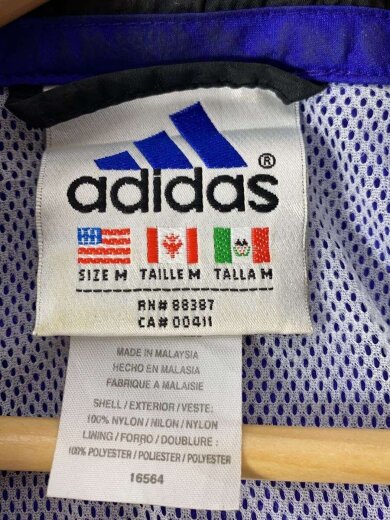 adidas®
SIZE M TAILLE M TALLA M
RN# 88387
CA# 00411
MADE IN MALAYSIA
HECHO EN MALASIA
FABRIQUE A MALAISIE
SHELL / EXTERIOR / VESTE:
100% NYLON / NILON / NYLON
LINING / FORRO / DOUBLURE :
100% POLYESTER / POLIESTER / POLYESTER
16564